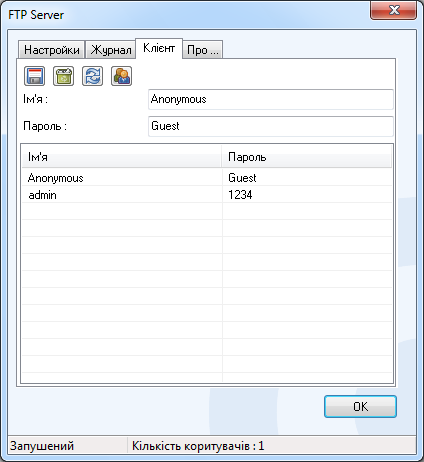 FTP Server
Настройки Журнал Клієнт Про ...
Ім'я : Anonymous
Пароль : Guest
Ім'я Пароль
Anonymous Guest
admin 1234
OK
Запушений Кількість коритувачів : 1